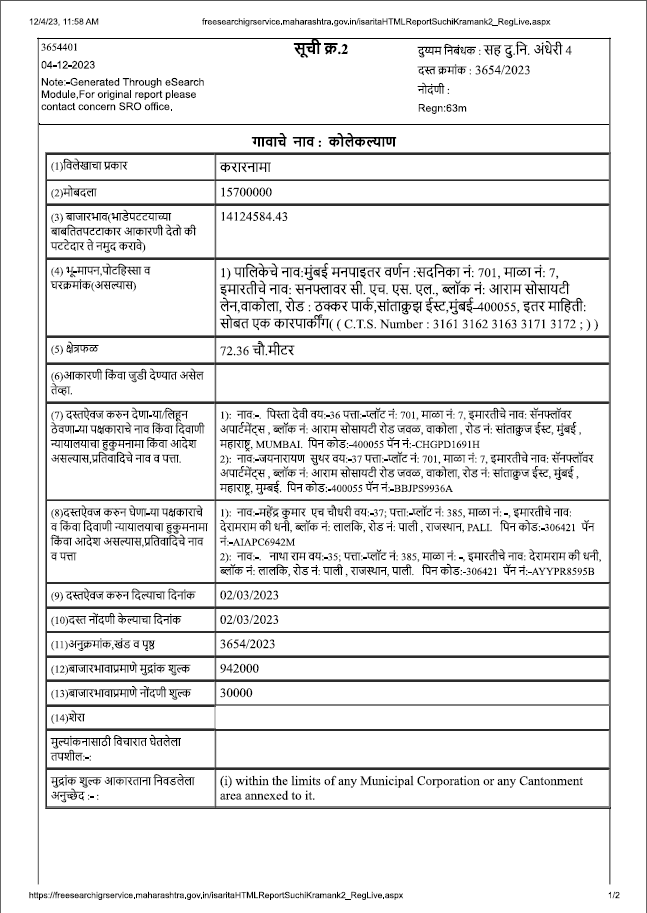 12/4/23, 11:58 AM
freesearchigrservice.maharashtra.gov.in/isaritaHTMLReportSuchiKramank2_RegLive.aspx
3654401
04-12-2023
Note:-Generated Through eSearch
Module,For original report please
contact concern SRO office,
सूची क्र.2
दुय्यम निबंधक : सह दु.नि. अंधेरी 4
दस्त क्रमांक : 3654/2023
नोदंणी :
Regn:63m
गावाचे नाव : कोलेकल्याण
(1)विलेखाचा प्रकार
करारनामा
(2)मोबदला
15700000
(3) बाजारभाव(भाडेपटटयाच्या
बाबतितपटटाकार आकारणी देतो की
पटटेदार ते नमुद करावे)
14124584.43
(4) भू-मापन,पोटहिस्सा व
घरक्रमांक(असल्यास)
1) पालिकेचे नाव:मुंबई मनपाइतर वर्णन :सदनिका नं: 701, माळा नं: 7,
इमारतीचे नाव: सनफ्लावर सी. एच. एस. एल., ब्लॉक नं: आराम सोसायटी
लेन,वाकोला, रोड : ठक्कर पार्क,सांताक्रुझ ईस्ट,मुंबई-400055, इतर माहिती:
सोबत एक कारपार्कींग( ( C.T.S. Number : 3161 3162 3163 3171 3172 ; ) )
(5) क्षेत्रफळ
72.36 चौ.मीटर
(6)आकारणी किंवा जुडी देण्यात असेल
तेव्हा.
(7) दस्तऐवज करुन देणा-या/लिहून
ठेवणा-या पक्षकाराचे नाव किंवा दिवाणी
न्यायालयाचा हुकुमनामा किंवा आदेश
असल्यास,प्रतिवादिचे नाव व पत्ता.
1): नाव:-. पिस्ता देवी वय:-36 पत्ता:-प्लॉट नं: 701, माळा नं: 7, इमारतीचे नाव: सॅनफ्लॉवर
अपार्टमेंट्स , ब्लॉक नं: आराम सोसायटी रोड जवळ, वाकोला , रोड नं: सांताक्रुज ईस्ट, मुंबई ,
महाराष्ट्र, MUMBAI. पिन कोड:-400055 पॅन नं:-CHGPD1691H
2): नाव:-जयनारायण सुथर वय:-37 पत्ता:-प्लॉट नं: 701, माळा नं: 7, इमारतीचे नाव: सॅनफ्लॉवर
अपार्टमेंट्स , ब्लॉक नं: आराम सोसायटी रोड जवळ, वाकोला, रोड नं: सांताक्रुज ईस्ट, मुंबई ,
महाराष्ट्र, मुम्बई. पिन कोड:-400055 पॅन नं:-BBJPS9936A
(8)दस्तऐवज करुन घेणा-या पक्षकाराचे
व किंवा दिवाणी न्यायालयाचा हुकुमनामा
किंवा आदेश असल्यास,प्रतिवादिचे नाव
व पत्ता
1): नाव:-महेंद्र कुमार एच चौधरी वय:-37; पत्ता:-प्लॉट नं: 385, माळा नं: -, इमारतीचे नाव:
देरामराम की धनी, ब्लॉक नं: लालकि, रोड नं: पाली , राजस्थान, PALI. पिन कोड:-306421 पॅन
नं:-AIAPC6942M
2): नाव:-. नाथा राम वय:-35; पत्ता:-प्लॉट नं: 385, माळा नं: -, इमारतीचे नाव: देरामराम की धनी,
ब्लॉक नं: लालकि, रोड नं: पाली , राजस्थान, पाली. पिन कोड:-306421 पॅन नं:-AYYPR8595B
(9) दस्तऐवज करुन दिल्याचा दिनांक
02/03/2023
(10)दस्त नोंदणी केल्याचा दिनांक
02/03/2023
(11)अनुक्रमांक,खंड व पृष्ठ
3654/2023
(12)बाजारभावाप्रमाणे मुद्रांक शुल्क
942000
(13)बाजारभावाप्रमाणे नोंदणी शुल्क
30000
(14)शेरा
मुल्यांकनासाठी विचारात घेतलेला
तपशील:-:
मुद्रांक शुल्क आकारताना निवडलेला
अनुच्छेद :- :
(i) within the limits of any Municipal Corporation or any Cantonment
area annexed to it.
https://freesearchigrservice.maharashtra.gov.in/isaritaHTMLReportSuchiKramank2_RegLive.aspx
1/2